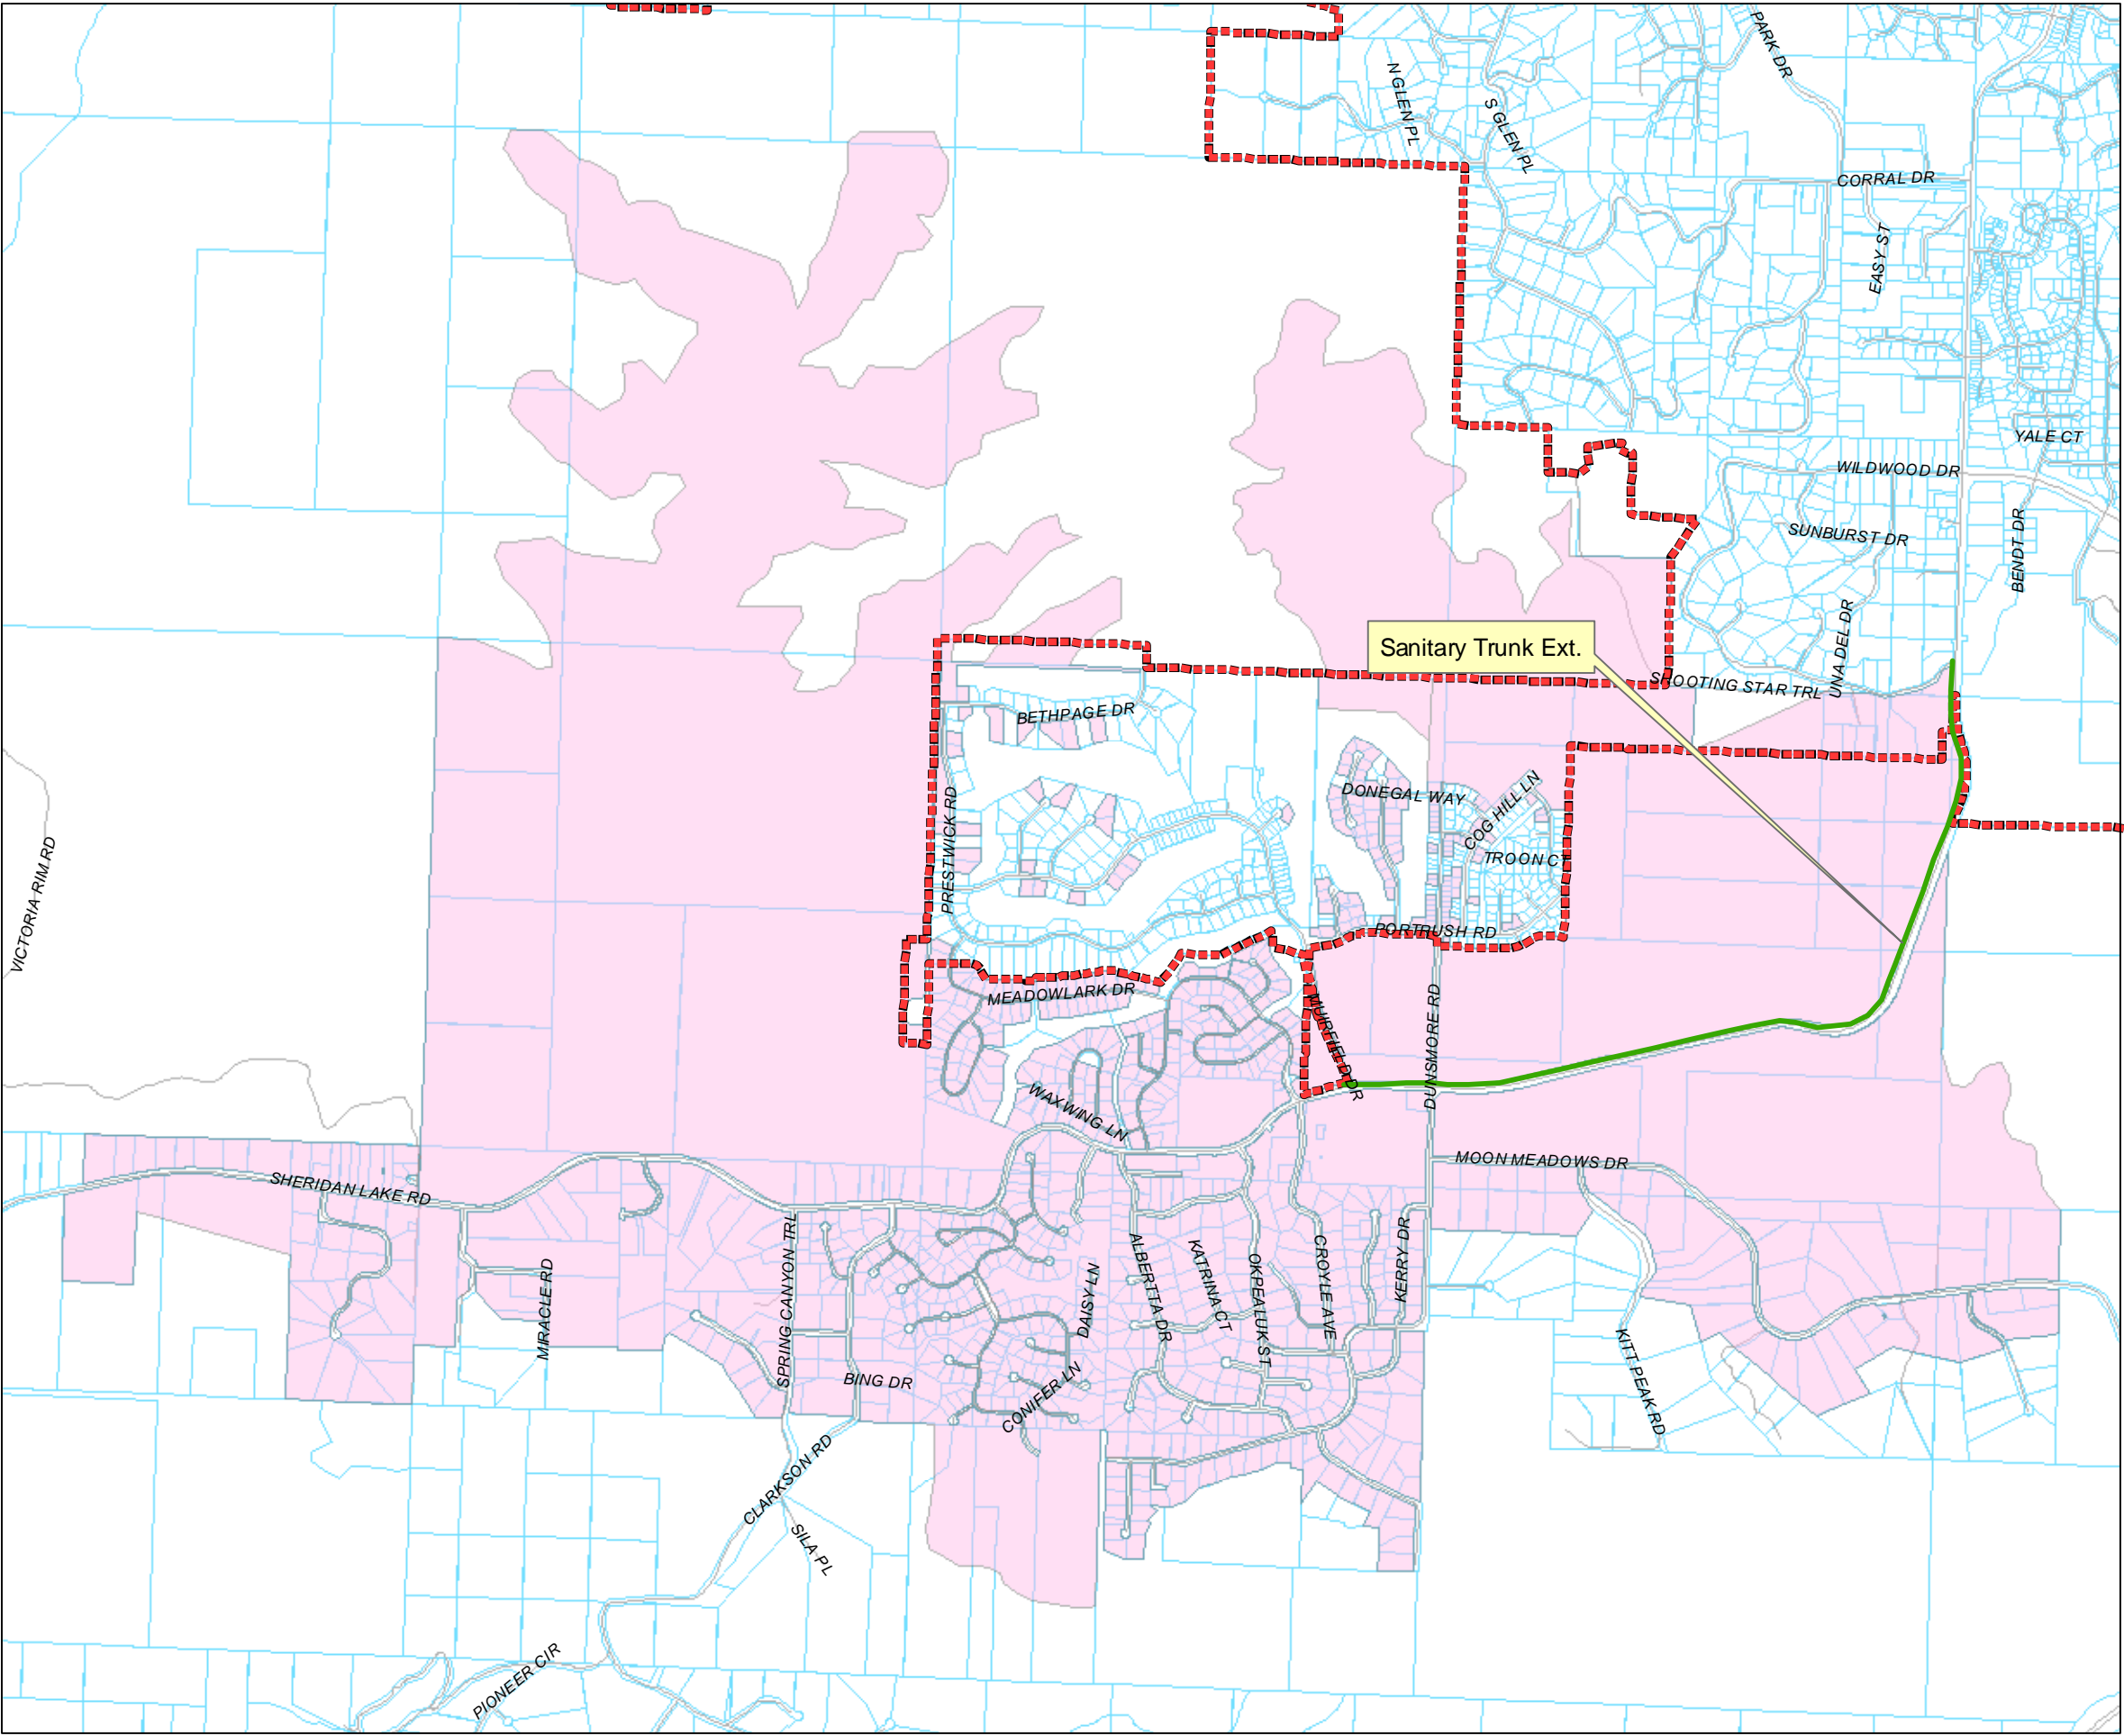 PARK DR
N GLEN PL
S GLEN PL
CORRAL DR
EASY ST
YALE CT
WILDWOOD DR
SUNBURST DR
BENDT DR
UNA DEL DR
Sanitary Trunk Ext.
SHOOTING STAR TRL
BETHPAGE DR
PRESTWICK RD
DONEGAL WAY
COG HILL LN
TROON CT
VICTORIA RIM RD
PORTRUSH RD
MEADOWLARK DR
MUIRFIELD DR
DUNSMORE RD
WAXWING LN
SHERIDAN LAKE RD
MOON MEADOWS DR
SPRING CANYON TRL
MIRACLE RD
DAISY LN
ALBERTTA DR
KATRINA CT
OKPEALUK ST
CROYLE AVE
KERRY DR
KITT PEAK RD
BING DR
CONIFER LN
CLARKSON RD
SILA PL
PIONEER CIR